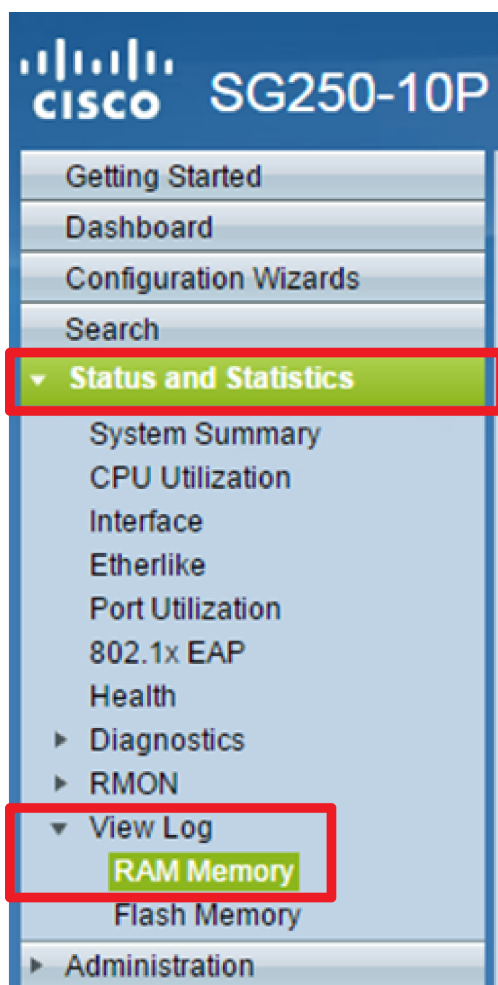 CISCO SG250-10P
Getting Started
Dashboard
Configuration Wizards
Search
Status and Statistics
System Summary
CPU Utilization
Interface
Etherlike
Port Utilization
802.1x EAP
Health
Diagnostics
RMON
View Log
RAM Memory
Flash Memory
Administration